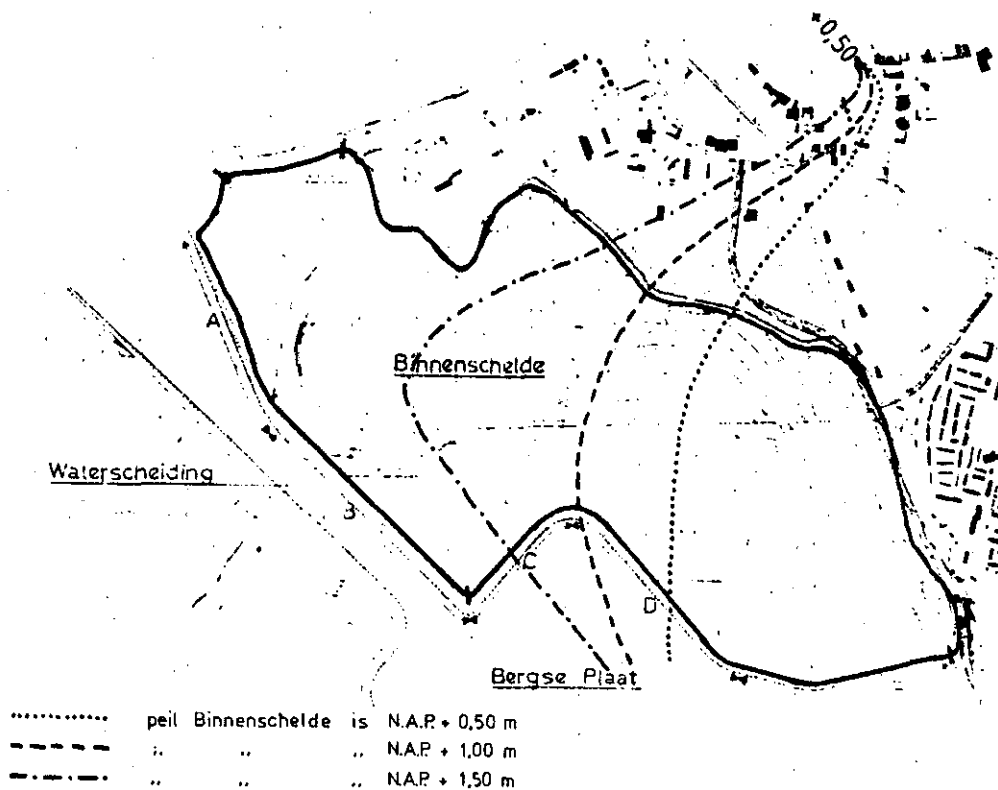 ×0,50
A
Binnenschelde
Waterscheiding
B
C
D
Bergse Plaat
peil Binnenschelde is N.A.P. + 0,50 m
,, ,, ,, N.A.P. + 1,00 m
,, ,, ,, N.A.P. + 1,50 m